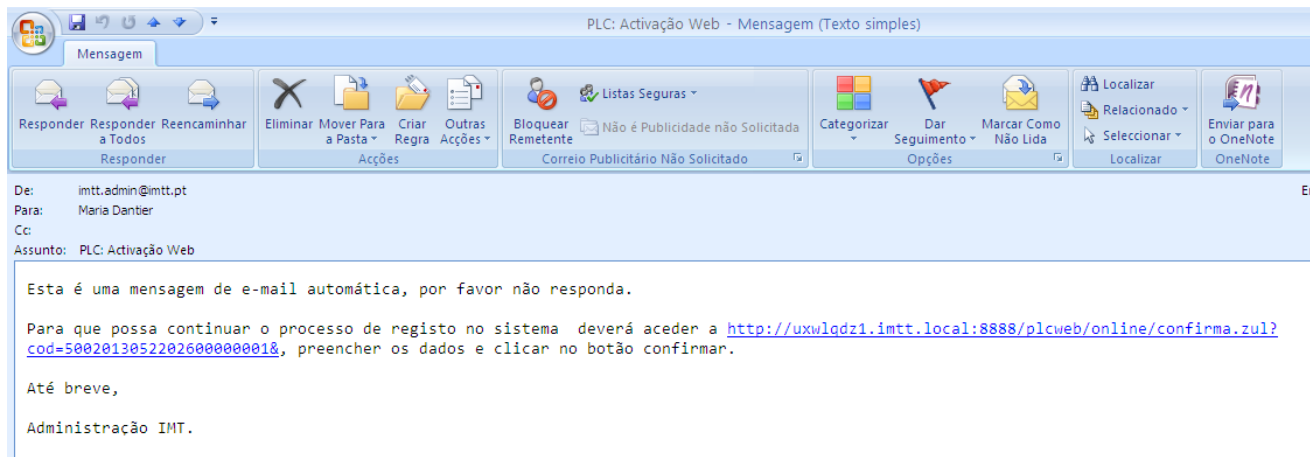 PLC: Activação Web - Mensagem (Texto simples)
Mensagem
Responder Responder a Todos Reencaminhar
Eliminar Mover Para a Pasta Criar Regra Outras Acções
Bloquear Remetente Listas Seguras Não é Publicidade não Solicitada
Categorizar Dar Seguimento Marcar Como Não Lida
Localizar Relacionado Seleccionar
Enviar para o OneNote
Responder Acções Correio Publicitário Não Solicitado Opções Localizar OneNote
De: imtt.admin@imtt.pt
Para: Maria Dantier
Cc:
Assunto: PLC: Activação Web
Esta é uma mensagem de e-mail automática, por favor não responda.
Para que possa continuar o processo de registo no sistema  deverá aceder a http://uxwlqdz1.imtt.local:8888/plcweb/online/confirma.zul?
cod=5002013052202600000001&, preencher os dados e clicar no botão confirmar.
Até breve,
Administração IMT.